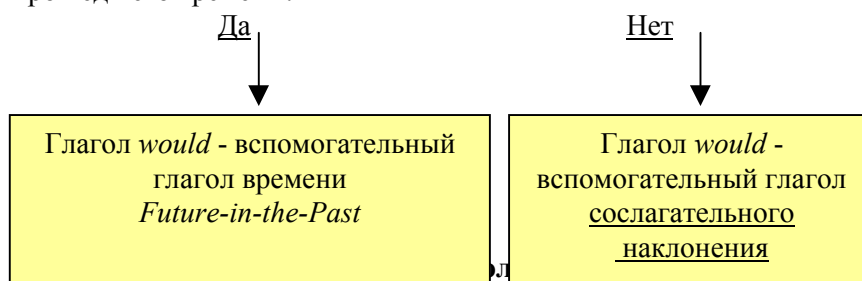 Да
Нет
Глагол would - вспомогательный
глагол времени
Future-in-the-Past
Глагол would -
вспомогательный глагол
сослагательного
наклонения